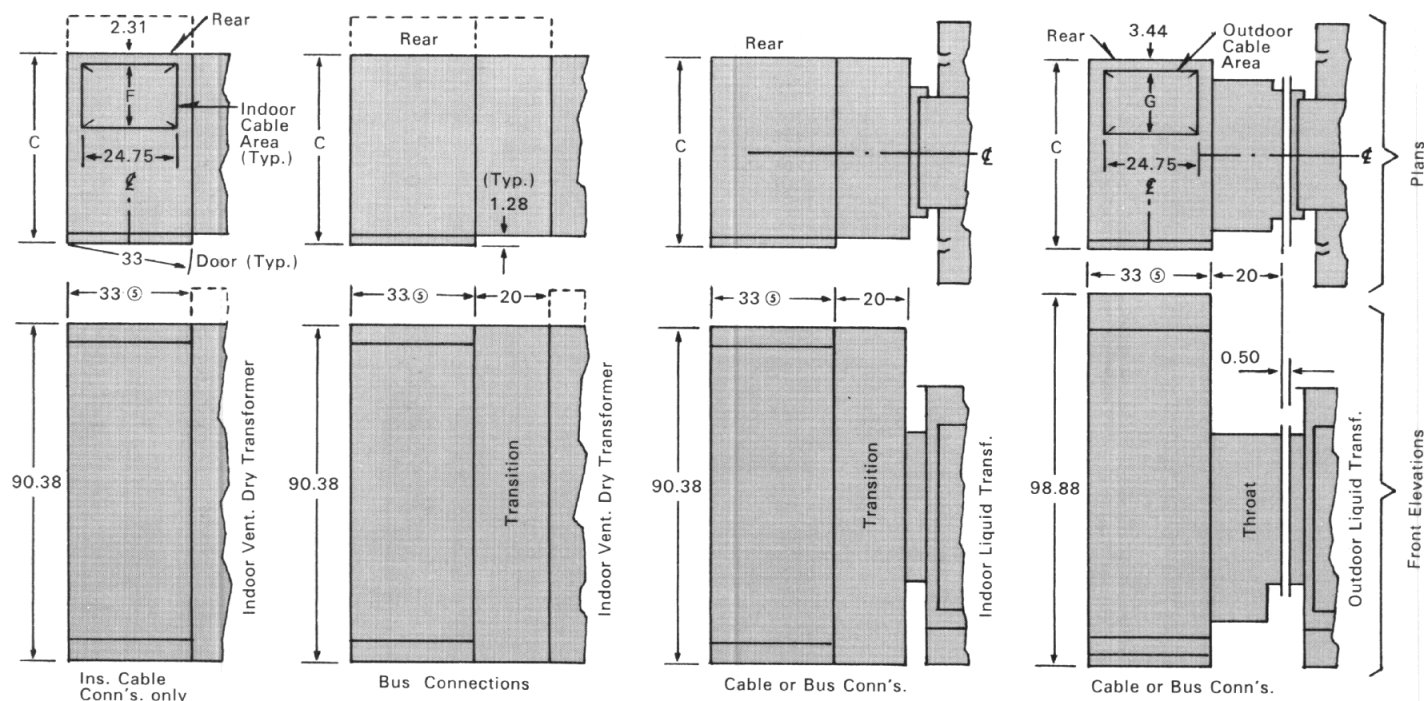 2.31
Rear
C
F
Indoor
Cable
Area
(Typ.)
24.75
℄
33
Door (Typ.)
Rear
C
(Typ.)
1.28
Rear
C
℄
Rear
3.44
Outdoor
Cable
Area
C
G
24.75
℄
℄
Plans
33 ⑤
90.38
Indoor Vent. Dry Transformer
Ins. Cable
Conn's. only
33 ⑤
20
90.38
Transition
Indoor Vent. Dry Transformer
Bus Connections
33 ⑤
20
90.38
Transition
Indoor Liquid Transf.
Cable or Bus Conn's.
33 ⑤
20
0.50
98.88
Throat
Outdoor Liquid Transf.
Cable or Bus Conn's.
Front Elevations